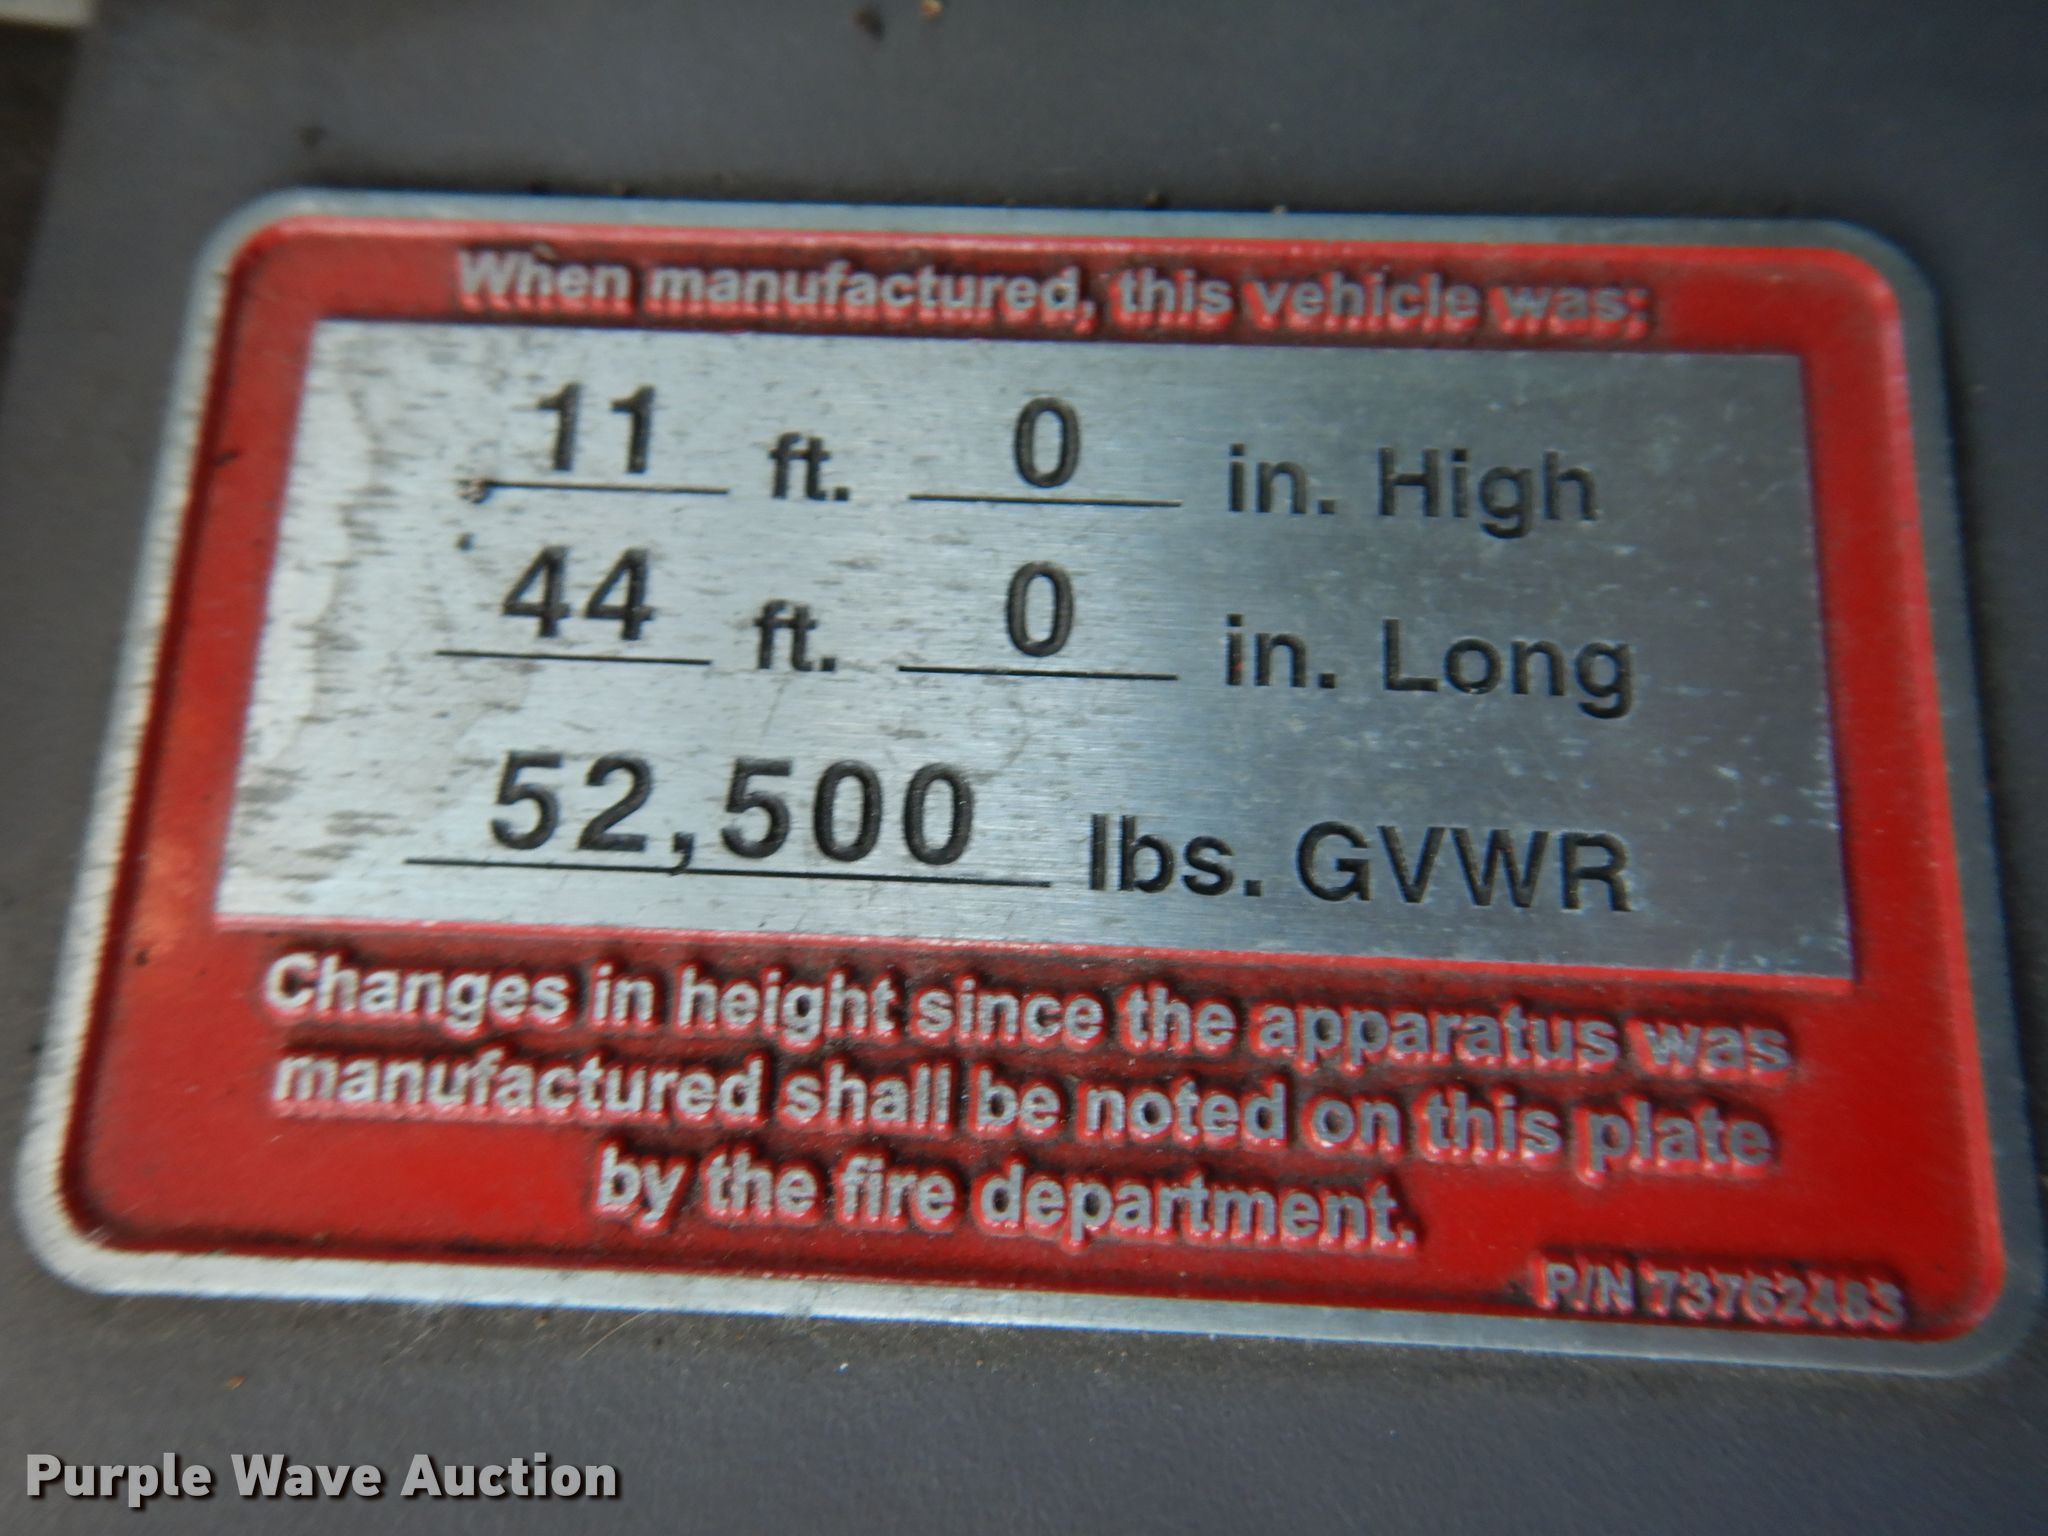 When manufactured, this vehicle was:
11 ft. 0 in. High
44 ft. 0 in. Long
52,500 lbs. GVWR
Changes in height since the apparatus was
manufactured shall be noted on this plate
by the fire department.
P/N 73762483
Purple Wave Auction